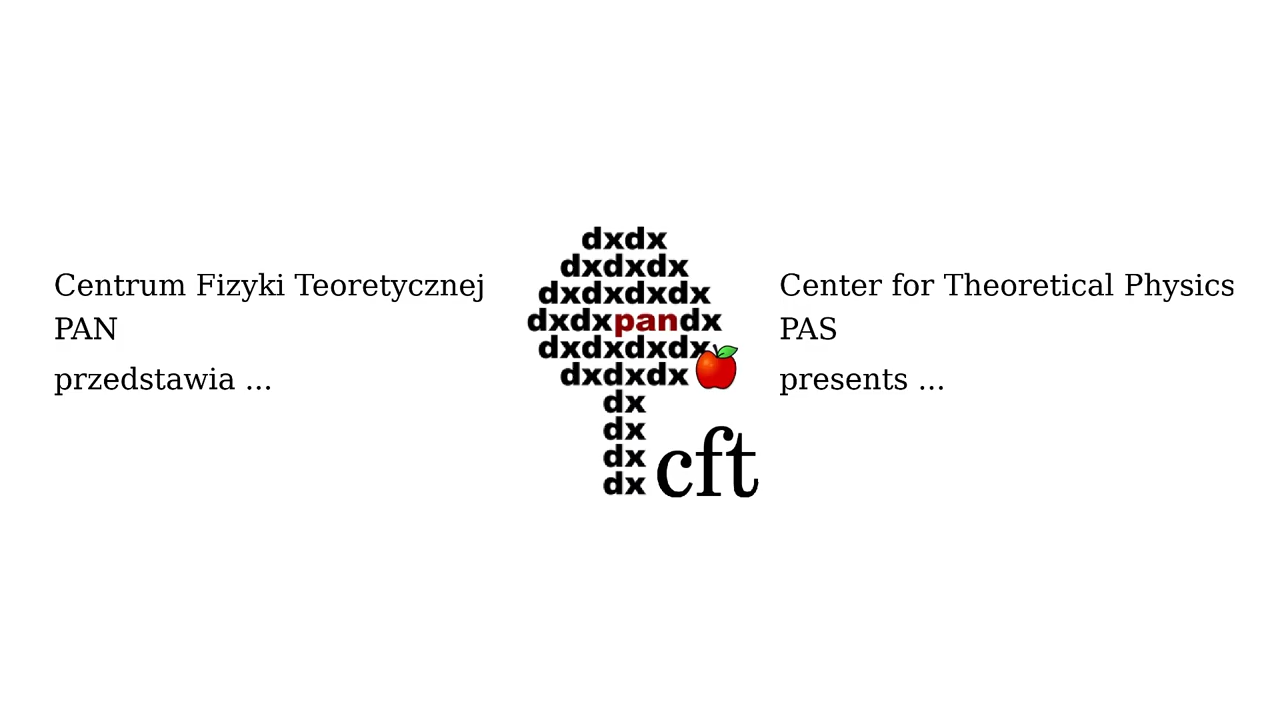 Centrum Fizyki Teoretycznej
PAN
przedstawia ...
dxdx
dxdxdx
dxdxdxdx
dxdxpandx
dxdxdxdx
dxdxdx
dx
dx
dx
dx
cft
Center for Theoretical Physics
PAS
presents ...